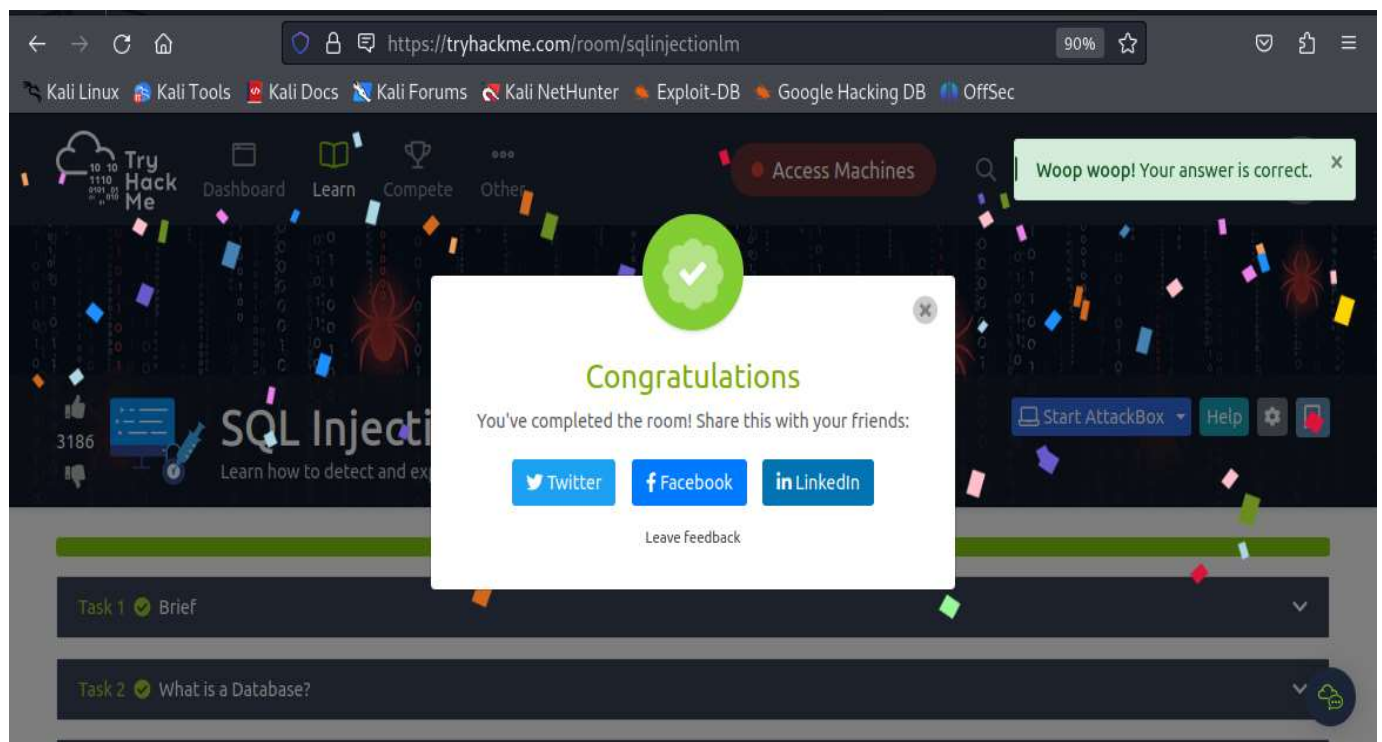 https://tryhackme.com/room/sqlinjectionlm
90%
Kali Linux Kali Tools Kali Docs Kali Forums Kali NetHunter Exploit-DB Google Hacking DB OffSec
Try
Hack
Me
Dashboard Learn Compete Other
Access Machines
Woop woop! Your answer is correct.
Congratulations
You've completed the room! Share this with your friends:
3186
SQL Injecti
Learn how to detect and ex
Start AttackBox Help
Twitter Facebook LinkedIn
Leave feedback
Task 1 Brief
Task 2 What is a Database?